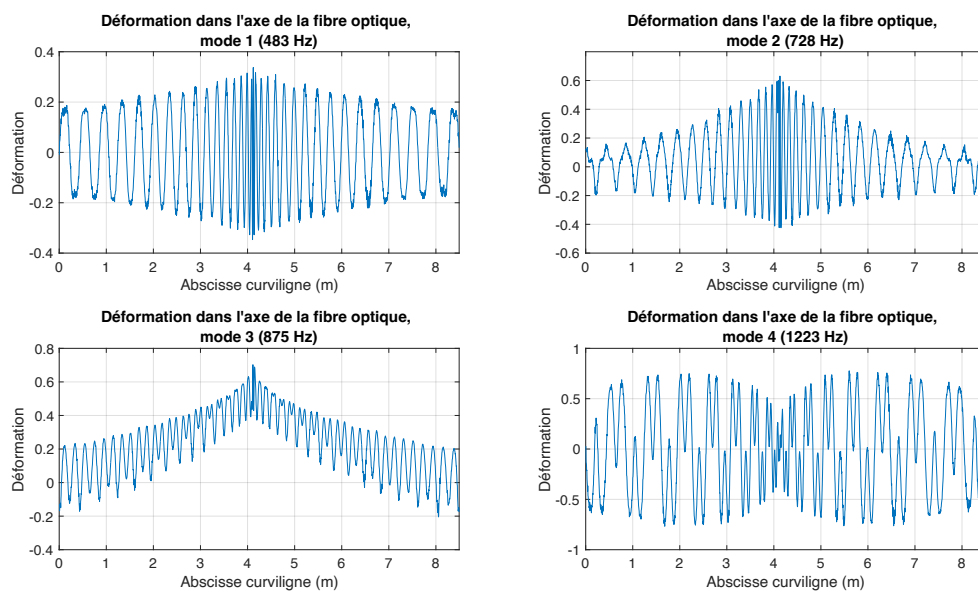 Déformation dans l'axe de la fibre optique,
mode 1 (483 Hz)
0.4
0.2
0
-0.2
-0.4
Déformation
0 1 2 3 4 5 6 7 8
Abscisse curviligne (m)
Déformation dans l'axe de la fibre optique,
mode 2 (728 Hz)
0.6
0.4
0.2
0
-0.2
-0.4
-0.6
Déformation
0 1 2 3 4 5 6 7 8
Abscisse curviligne (m)
Déformation dans l'axe de la fibre optique,
mode 3 (875 Hz)
0.8
0.6
0.4
0.2
0
-0.2
-0.4
Déformation
0 1 2 3 4 5 6 7 8
Abscisse curviligne (m)
Déformation dans l'axe de la fibre optique,
mode 4 (1223 Hz)
1
0.5
0
-0.5
-1
Déformation
0 1 2 3 4 5 6 7 8
Abscisse curviligne (m)